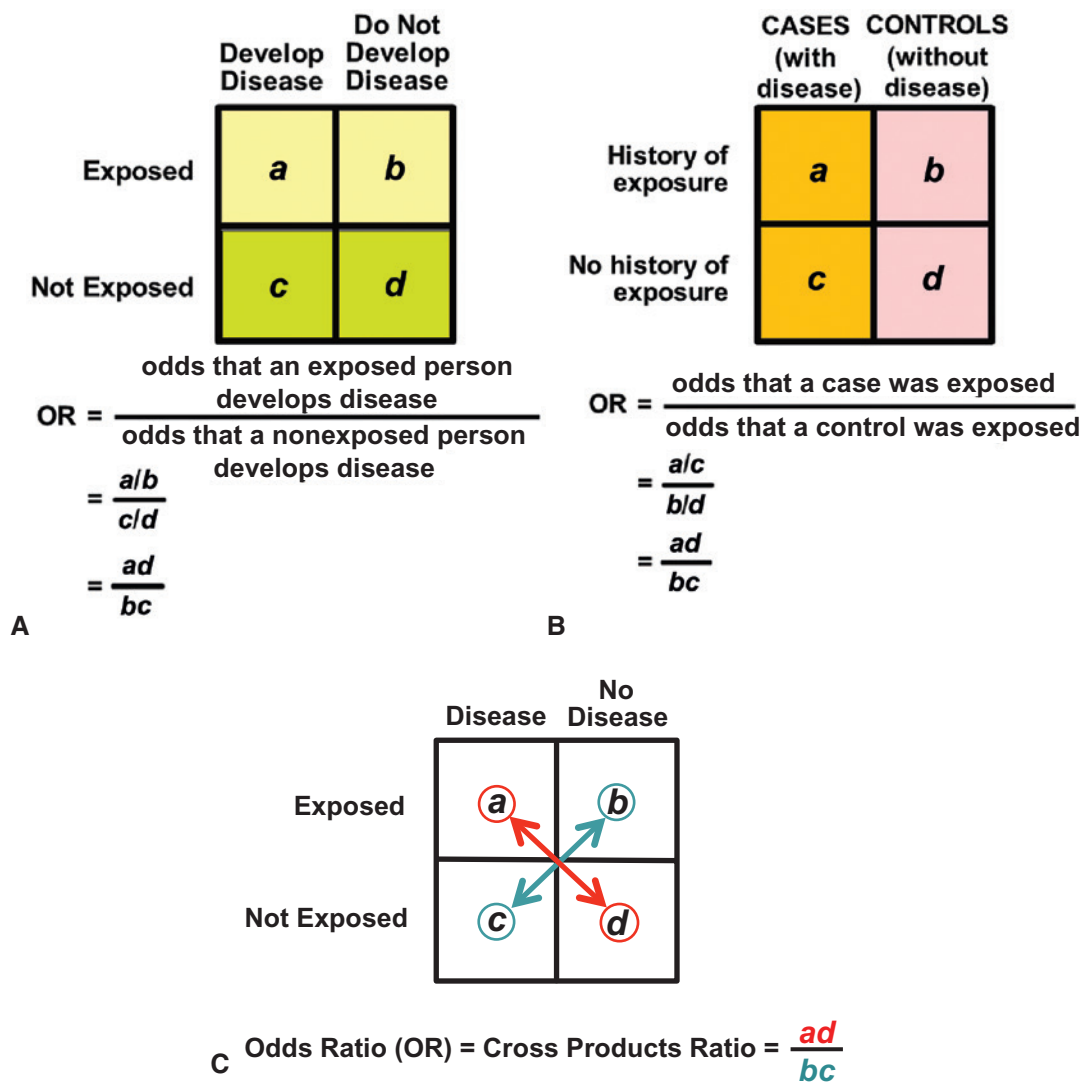 Develop
Disease
Do Not
Develop
Disease
Exposed
a
b
Not Exposed
c
d
OR =
odds that an exposed person
develops disease
odds that a nonexposed person
develops disease
= a/b
c/d
= ad
bc
A
CASES
(with
disease)
CONTROLS
(without
disease)
History of
exposure
a
b
No history of
exposure
c
d
OR =
odds that a case was exposed
odds that a control was exposed
= a/c
b/d
= ad
bc
B
Disease
No
Disease
Exposed
a
b
Not Exposed
c
d
C Odds Ratio (OR) = Cross Products Ratio = ad
bc